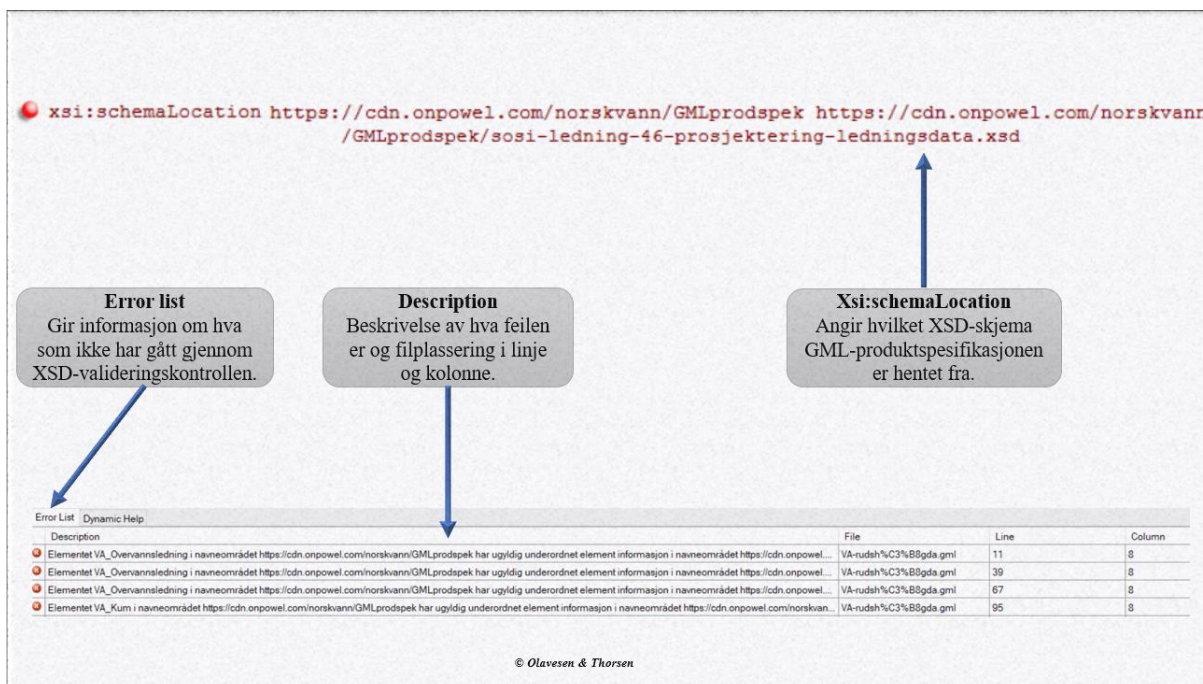 xsi:schemaLocation https://cdn.onpowel.com/norskvann/GMLprodspek https://cdn.onpowel.com/norskvann
/GMLprodspek/sosi-ledning-46-prosjektering-ledningsdata.xsd
Error list
Gir informasjon om hva
som ikke har gått gjennom
XSD-valideringskontrollen.
Description
Beskrivelse av hva feilen
er og filplassering i linje
og kolonne.
Xsi:schemaLocation
Angir hvilket XSD-skjema
GML-produktspesifikasjonen
er hentet fra.
Error List Dynamic Help
Description File Line Column
Elementet VA_Overvannsledning i navneområdet https://cdn.onpowel.com/norskvann/GMLprodspek har ugyldig underordnet element informasjon i navneområdet https://cdn.onpowel.... VA-rudsh%C3%B8gda.gml 11 8
Elementet VA_Overvannsledning i navneområdet https://cdn.onpowel.com/norskvann/GMLprodspek har ugyldig underordnet element informasjon i navneområdet https://cdn.onpowel.... VA-rudsh%C3%B8gda.gml 39 8
Elementet VA_Overvannsledning i navneområdet https://cdn.onpowel.com/norskvann/GMLprodspek har ugyldig underordnet element informasjon i navneområdet https://cdn.onpowel.... VA-rudsh%C3%B8gda.gml 67 8
Elementet VA_Kum i navneområdet https://cdn.onpowel.com/norskvann/GMLprodspek har ugyldig underordnet element informasjon i navneområdet https://cdn.onpowel.com/norskvan... VA-rudsh%C3%B8gda.gml 95 8
© Olavesen & Thorsen